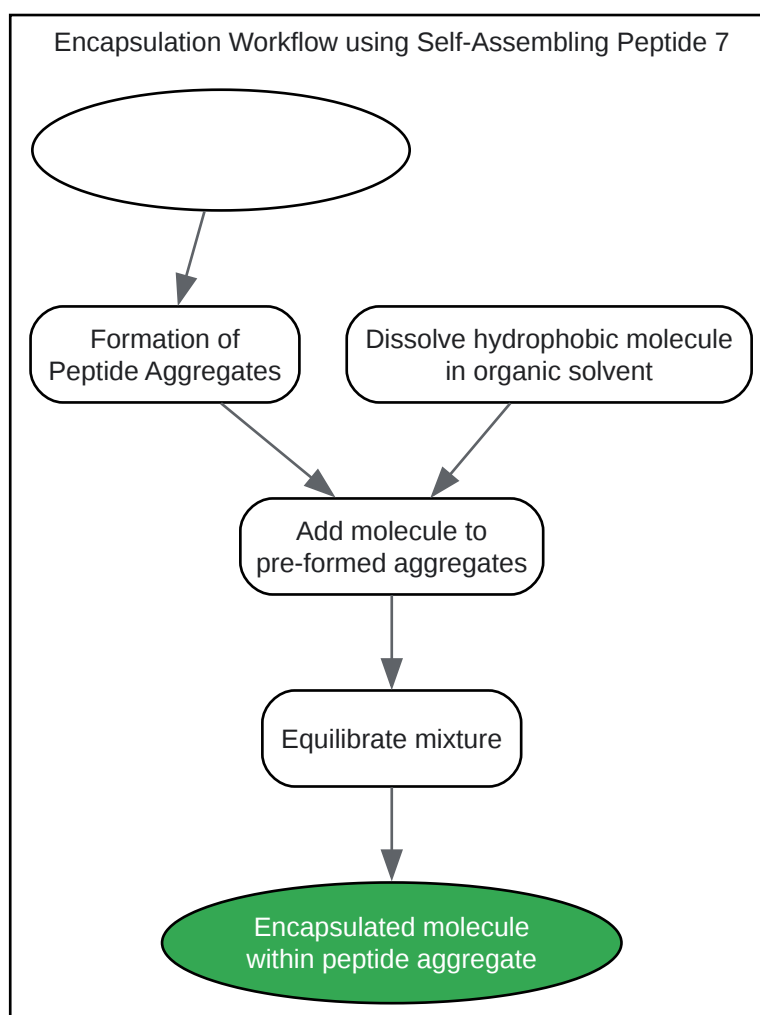 Encapsulation Workflow using Self-Assembling Peptide 7
Formation of
Peptide Aggregates
Dissolve hydrophobic molecule
in organic solvent
Add molecule to
pre-formed aggregates
Equilibrate mixture
Encapsulated molecule
within peptide aggregate